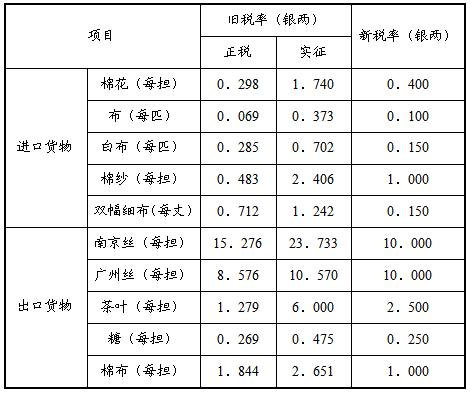 项目 旧税率（银两） 新税率（银两）
正税 实征
进口货物 棉花（每担） 0．298 1．740 0．400
布（每匹） 0．069 0．373 0．100
白布（每匹） 0．285 0．702 0．150
棉纱（每担） 0．483 2．406 1．000
双幅细布(每丈) 0．712 1．242 0．150
出口货物 南京丝（每担） 15．276 23．733 10．000
广州丝（每担） 8．576 10．570 10．000
茶叶（每担） 1．279 6．000 2．500
糖（每担） 0．269 0．475 0．250
棉布（每担） 1．844 2．651 1．000